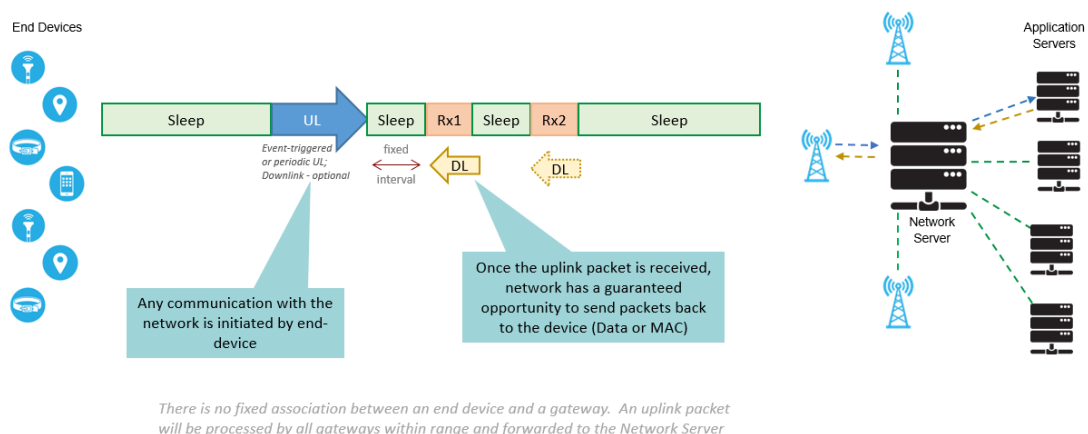 End Devices
Application
Servers
Sleep
UL
Sleep
Rx1
Sleep
Rx2
Sleep
Event-triggered
or periodic UL;
Downlink - optional
fixed
interval
DL
DL
Network
Server
Any communication with the
network is initiated by end-
device
Once the uplink packet is received,
network has a guaranteed
opportunity to send packets back
to the device (Data or MAC)
There is no fixed association between an end device and a gateway. An uplink packet
will be processed by all gateways within range and forwarded to the Network Server